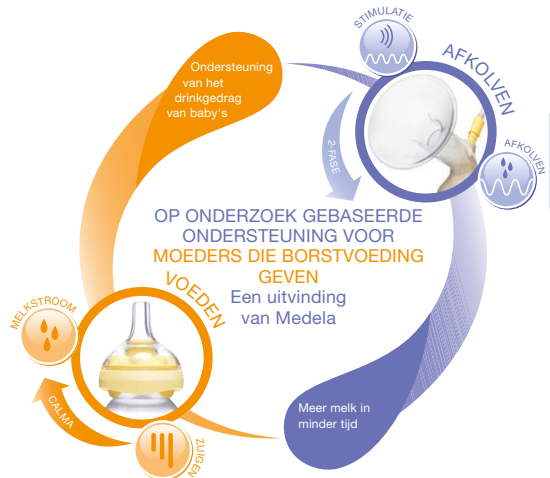 STIMULATIE
AFKOLVEN
Ondersteuning
van het
drinkgedrag
van baby's
2-FASE
AFKOLVEN
OP ONDERZOEK GEBASEERDE
ONDERSTEUNING VOOR
MOEDERS DIE BORSTVOEDING
GEVEN
Een uitvinding
van Medela
VOEDEN
MELKSTROOM
CALMA
ZUIGEN
Meer melk in
minder tijd